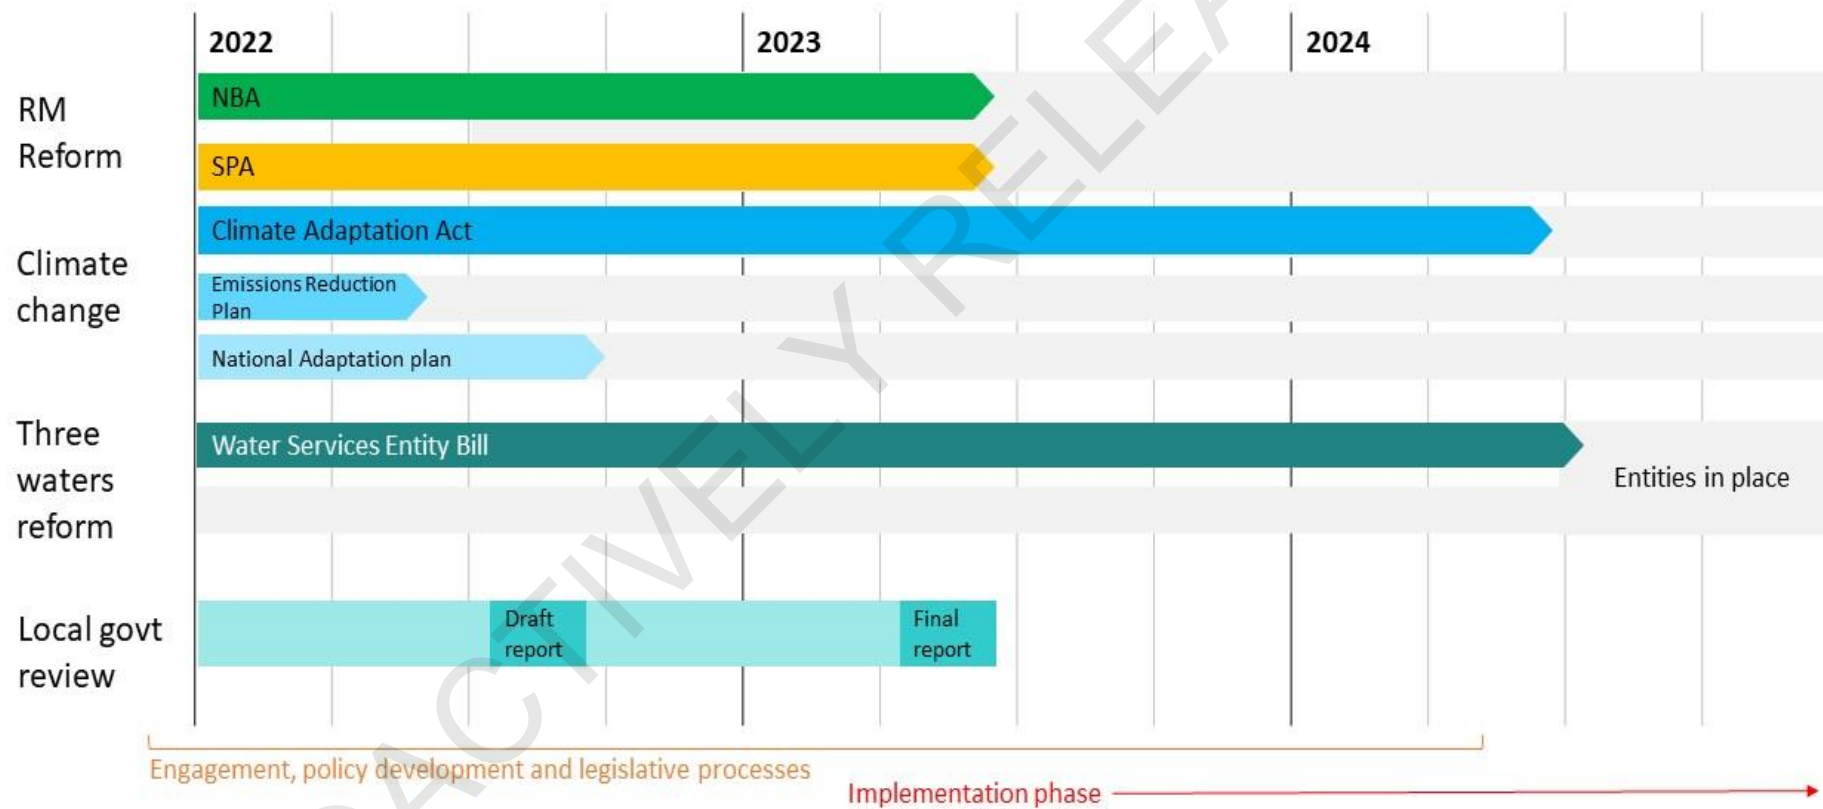 2022
2023
2024
RM
Reform
NBA
SPA
Climate
change
Climate Adaptation Act
Emissions Reduction
Plan
National Adaptation plan
Three
waters
reform
Water Services Entity Bill
Entities in place
Local govt
review
Draft
report
Final
report
Engagement, policy development and legislative processes
Implementation phase